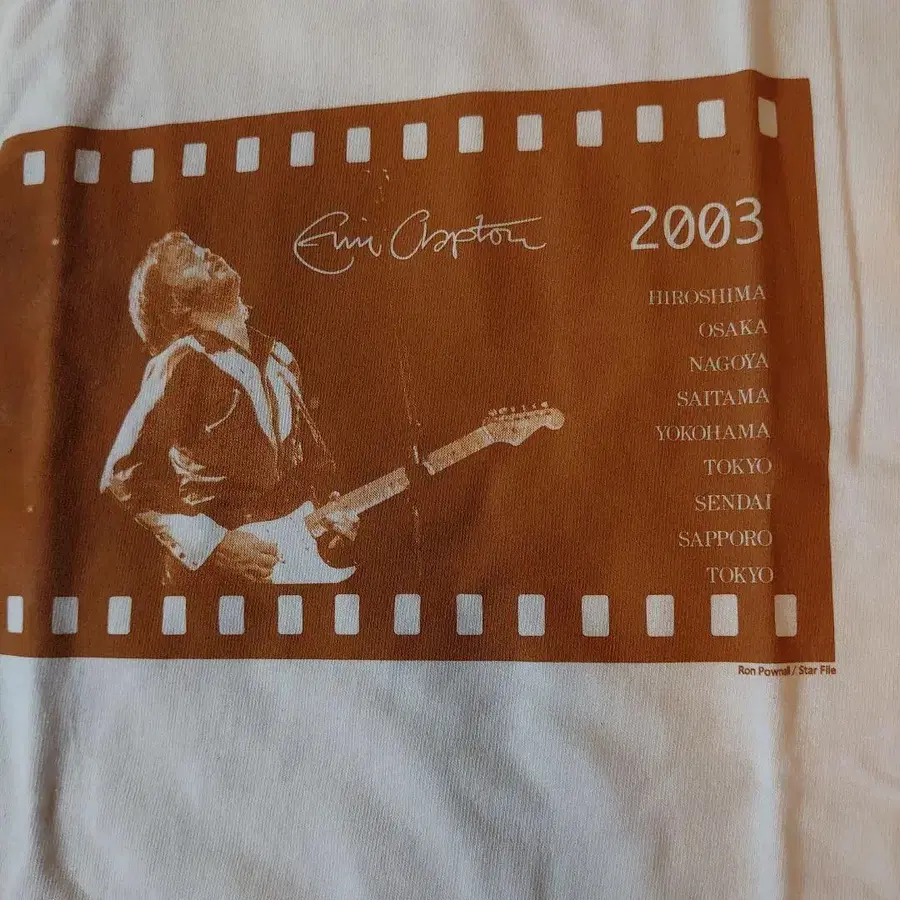 Eric Clapton
2003
HIROSHIMA
OSAKA
NAGOYA
SAITAMA
YOKOHAMA
TOKYO
SENDAI
SAPPORO
TOKYO
Ron Pownall / Star File